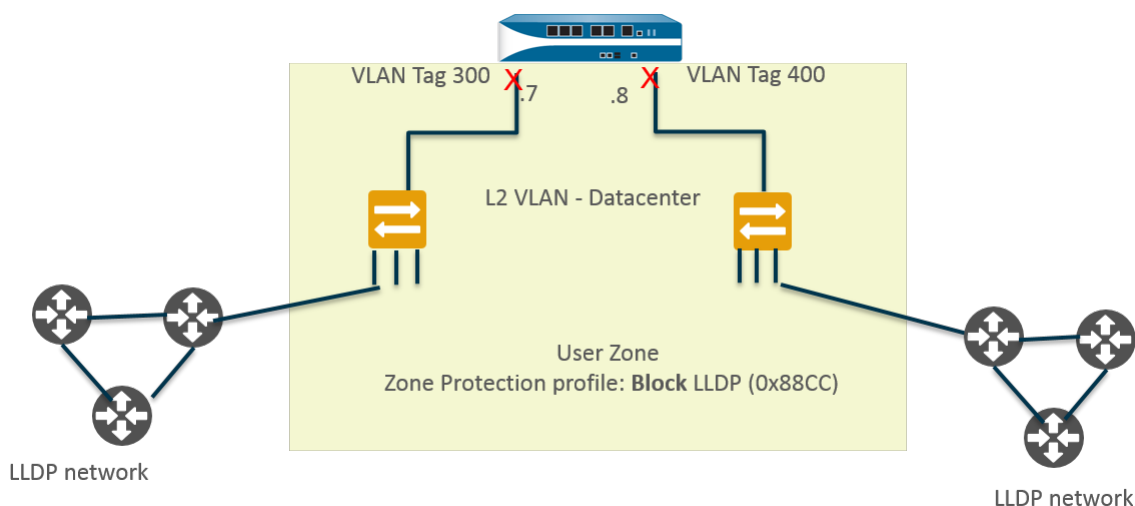 VLAN Tag 300
VLAN Tag 400
X
.7
.8
X
L2 VLAN - Datacenter
User Zone
Zone Protection profile: Block LLDP (0x88CC)
LLDP network
LLDP network